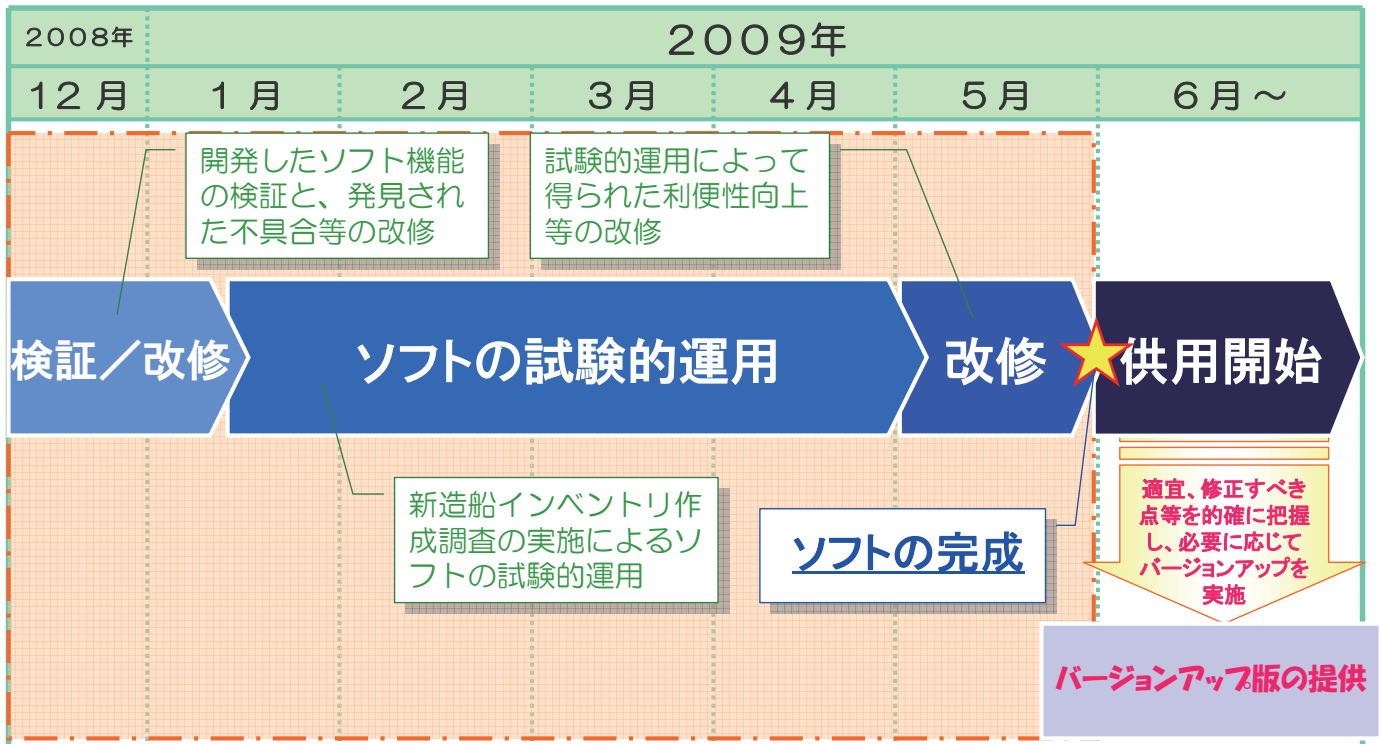 2008年
2009年
12月
1月
2月
3月
4月
5月
6月~
開発したソフト機能
の検証と、発見され
た不具合等の改修
試験的運用によって
得られた利便性向上
等の改修
検証/改修
ソフトの試験的運用
改修
供用開始
新造船インベントリ作
成調査の実施によるソ
フトの試験的運用
ソフトの完成
適宜、修正すべき
点等を的確に把握
し、必要に応じて
バージョンアップを
実施
バージョンアップ版の提供